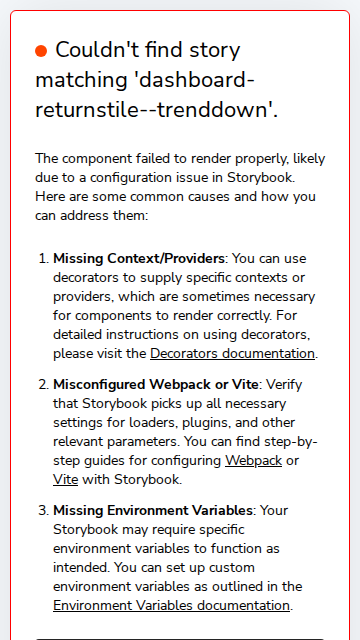 Couldn't find story
matching 'dashboard-
returnstile--trenddown'.
The component failed to render properly, likely
due to a configuration issue in Storybook.
Here are some common causes and how you
can address them:
1. Missing Context/Providers: You can use
decorators to supply specific contexts or
providers, which are sometimes necessary
for components to render correctly. For
detailed instructions on using decorators,
please visit the Decorators documentation.
2. Misconfigured Webpack or Vite: Verify
that Storybook picks up all necessary
settings for loaders, plugins, and other
relevant parameters. You can find step-by-
step guides for configuring Webpack or
Vite with Storybook.
3. Missing Environment Variables: Your
Storybook may require specific
environment variables to function as
intended. You can set up custom
environment variables as outlined in the
Environment Variables documentation.